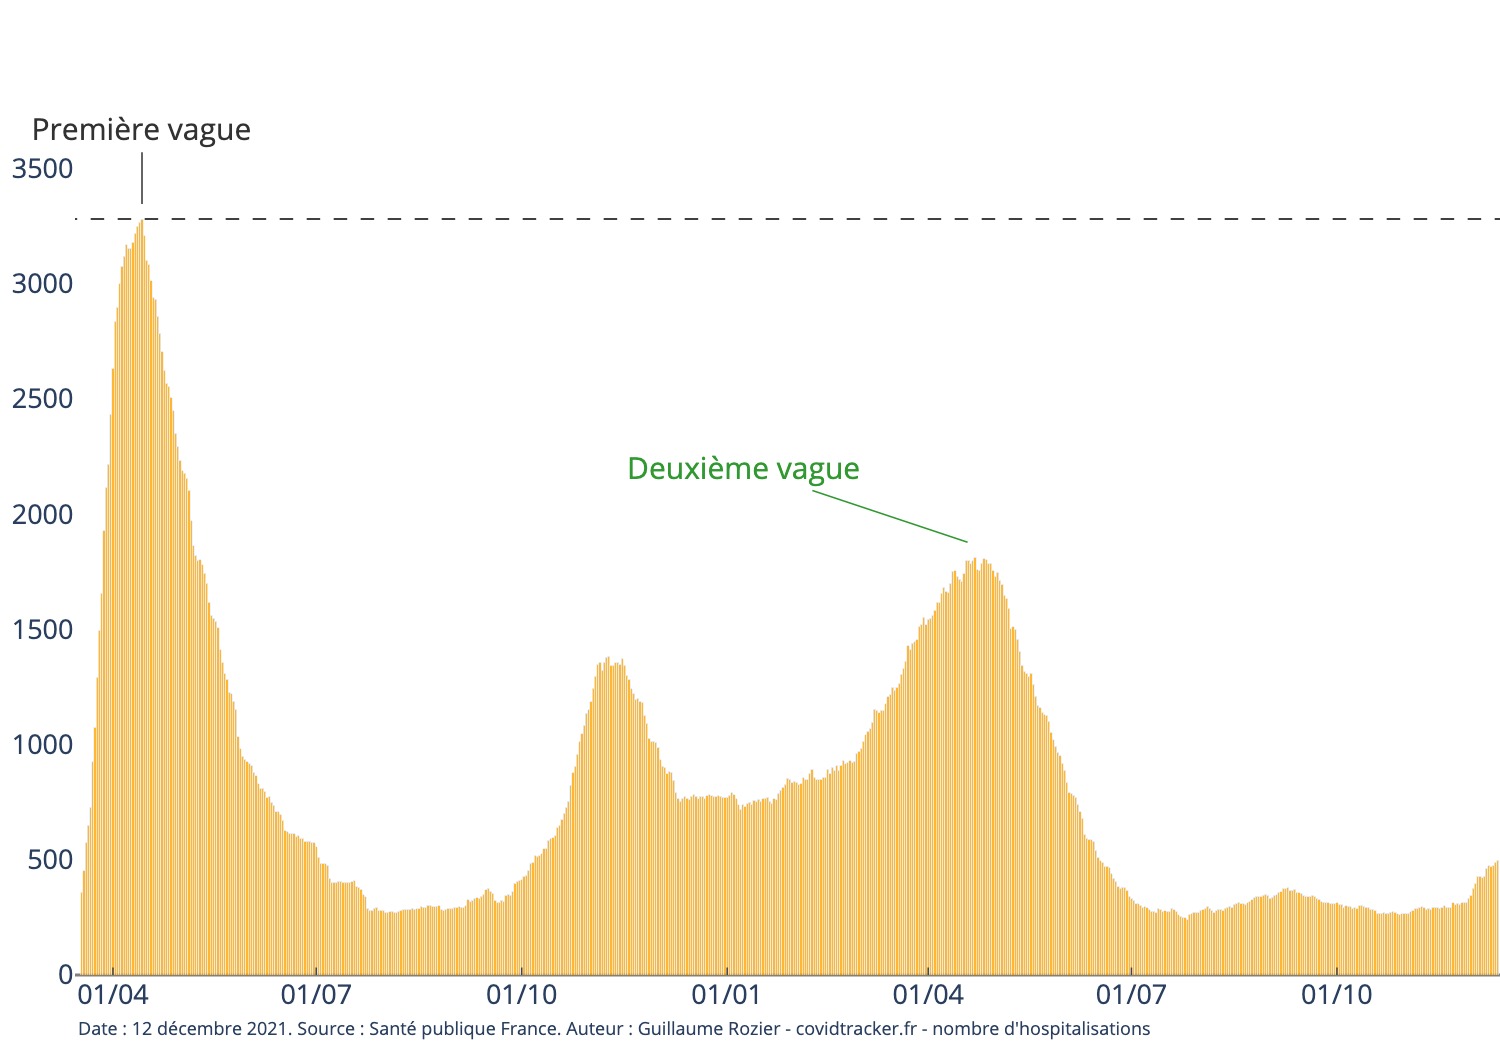 Première vague
3500
3000
2500
Deuxième vague
2000
1500
1000
500
0
01/04 01/07 01/10 01/01 01/04 01/07 01/10
Date : 12 décembre 2021. Source : Santé publique France. Auteur : Guillaume Rozier - covidtracker.fr - nombre d'hospitalisations